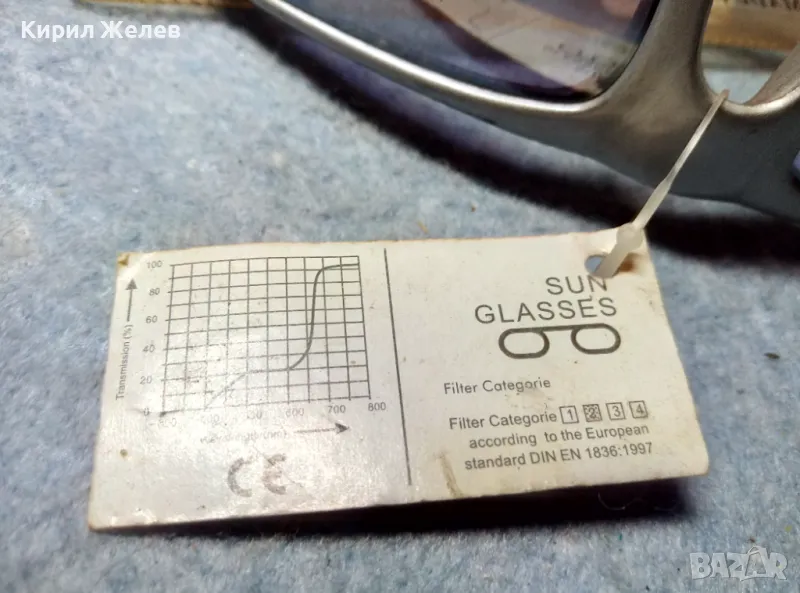 Кирил Желев
100
80
60
40
20
0
Transmission (%)
600
700
800
CE
SUN
GLASSES
Filter Categorie
Filter Categorie 1 2 3 4
according to the European
standard DIN EN 1836:1997
BAZAR